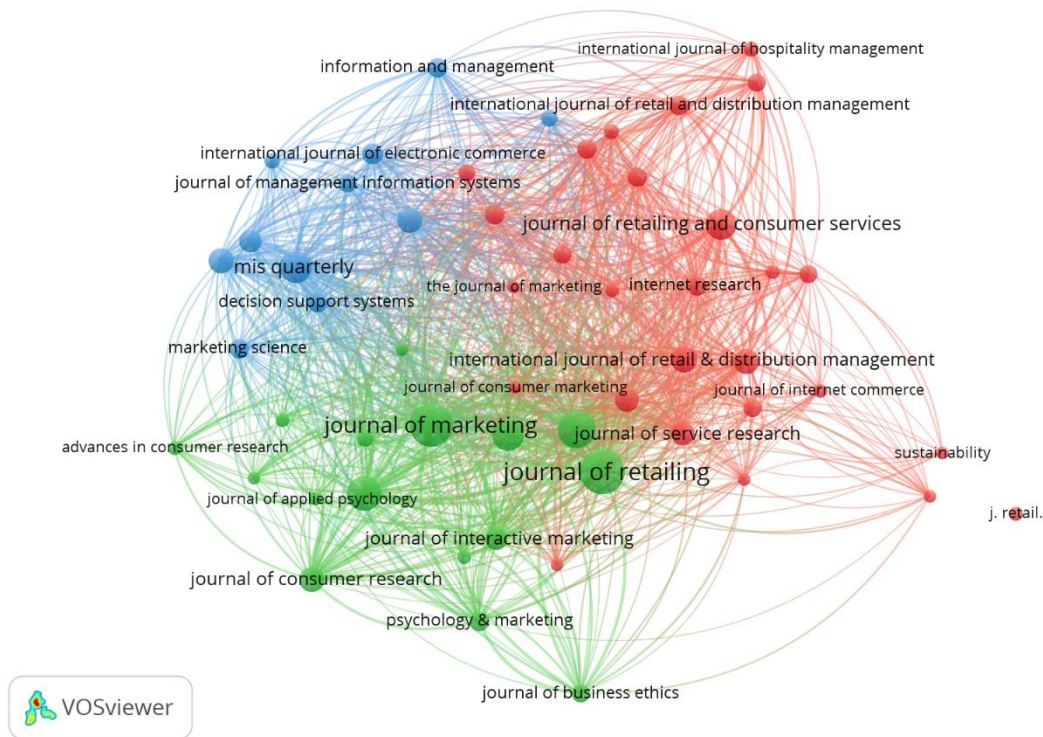 international journal of hospitality management
information and management
international journal of retail and distribution management
international journal of electronic commerce
journal of management information systems
journal of retailing and consumer services
mis quarterly
the journal of marketing
internet research
decision support systems
marketing science
international journal of retail & distribution management
journal of consumer marketing
journal of internet commerce
journal of marketing
journal of service research
advances in consumer research
sustainability
journal of retailing
journal of applied psychology
j. retail.
journal of interactive marketing
journal of consumer research
psychology & marketing
journal of business ethics
VOSviewer